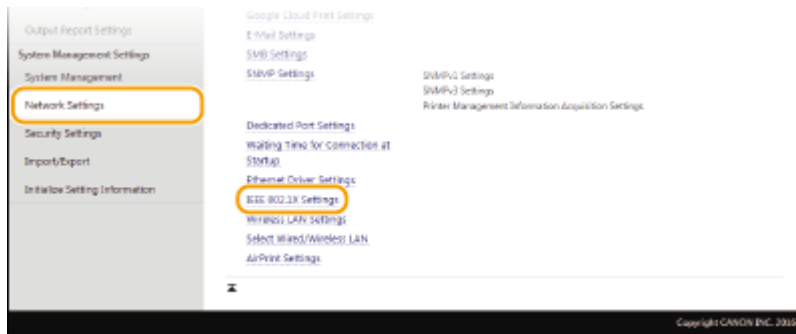 Google Cloud Print Settings
Output Report Settings
E-Mail Settings
System Management Settings
SMB Settings
System Management
SNMP Settings
SNMPv1 Settings
SNMPv3 Settings
Printer Management Information Acquisition Settings
Network Settings
Dedicated Port Settings
Security Settings
Waiting Time for Connection at
Startup
Import/Export
Ethernet Driver Settings
Initialize Setting Information
IEEE 802.1X Settings
Wireless LAN Settings
Select Wired/Wireless LAN
AirPrint Settings
Copyright CANON INC. 2016